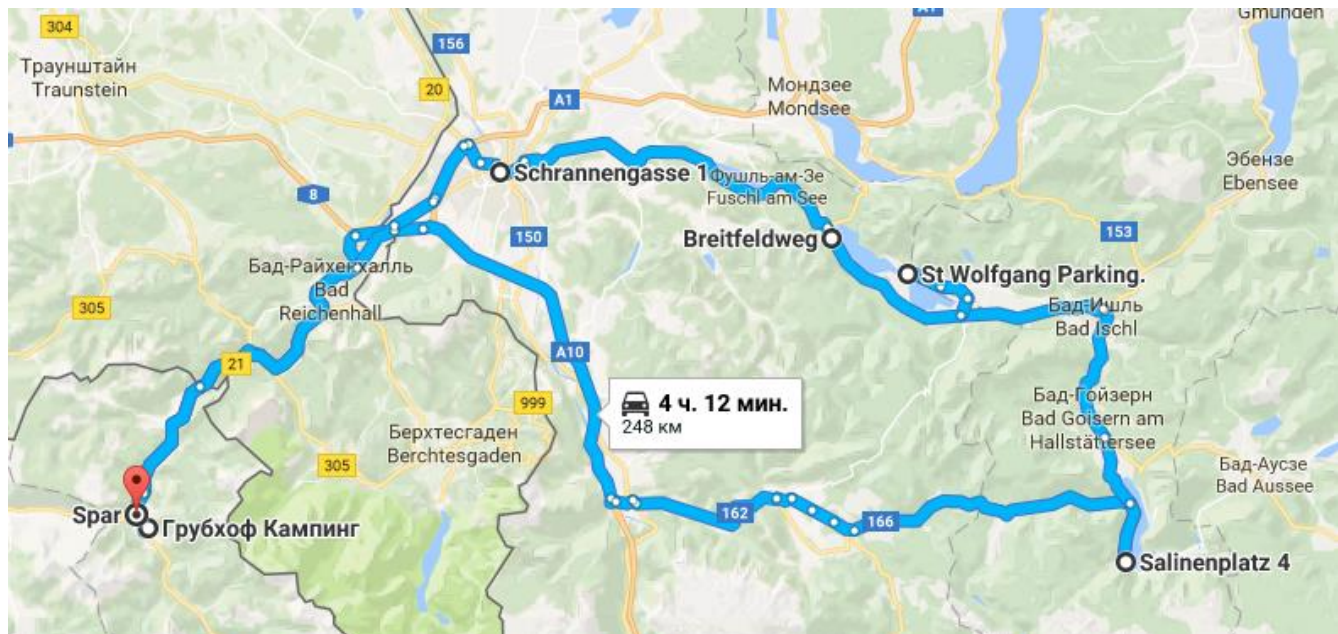 304
Траунштайн
Traunstein
156
20
A1
Gmunden
A1
Мондзее
Mondsee
Schrannengasse 1
Фушль-ам-Зе
Fuschl am See
Эбензе
Ebensee
8
150
Breitfeldweg
153
St Wolfgang Parking.
Бад-Райхенхалль
Bad
Reichenhall
305
Бад-Ишль
Bad Ischl
21
A10
4 ч. 12 мин.
248 км
999
Бад-Гойзерн
Bad Goisern am
Hallstättersee
Берхтесгаден
Berchtesgaden
305
Бад-Аусзе
Bad Aussee
Spar
Грубхоф Кампинг
162
166
Salinenplatz 4